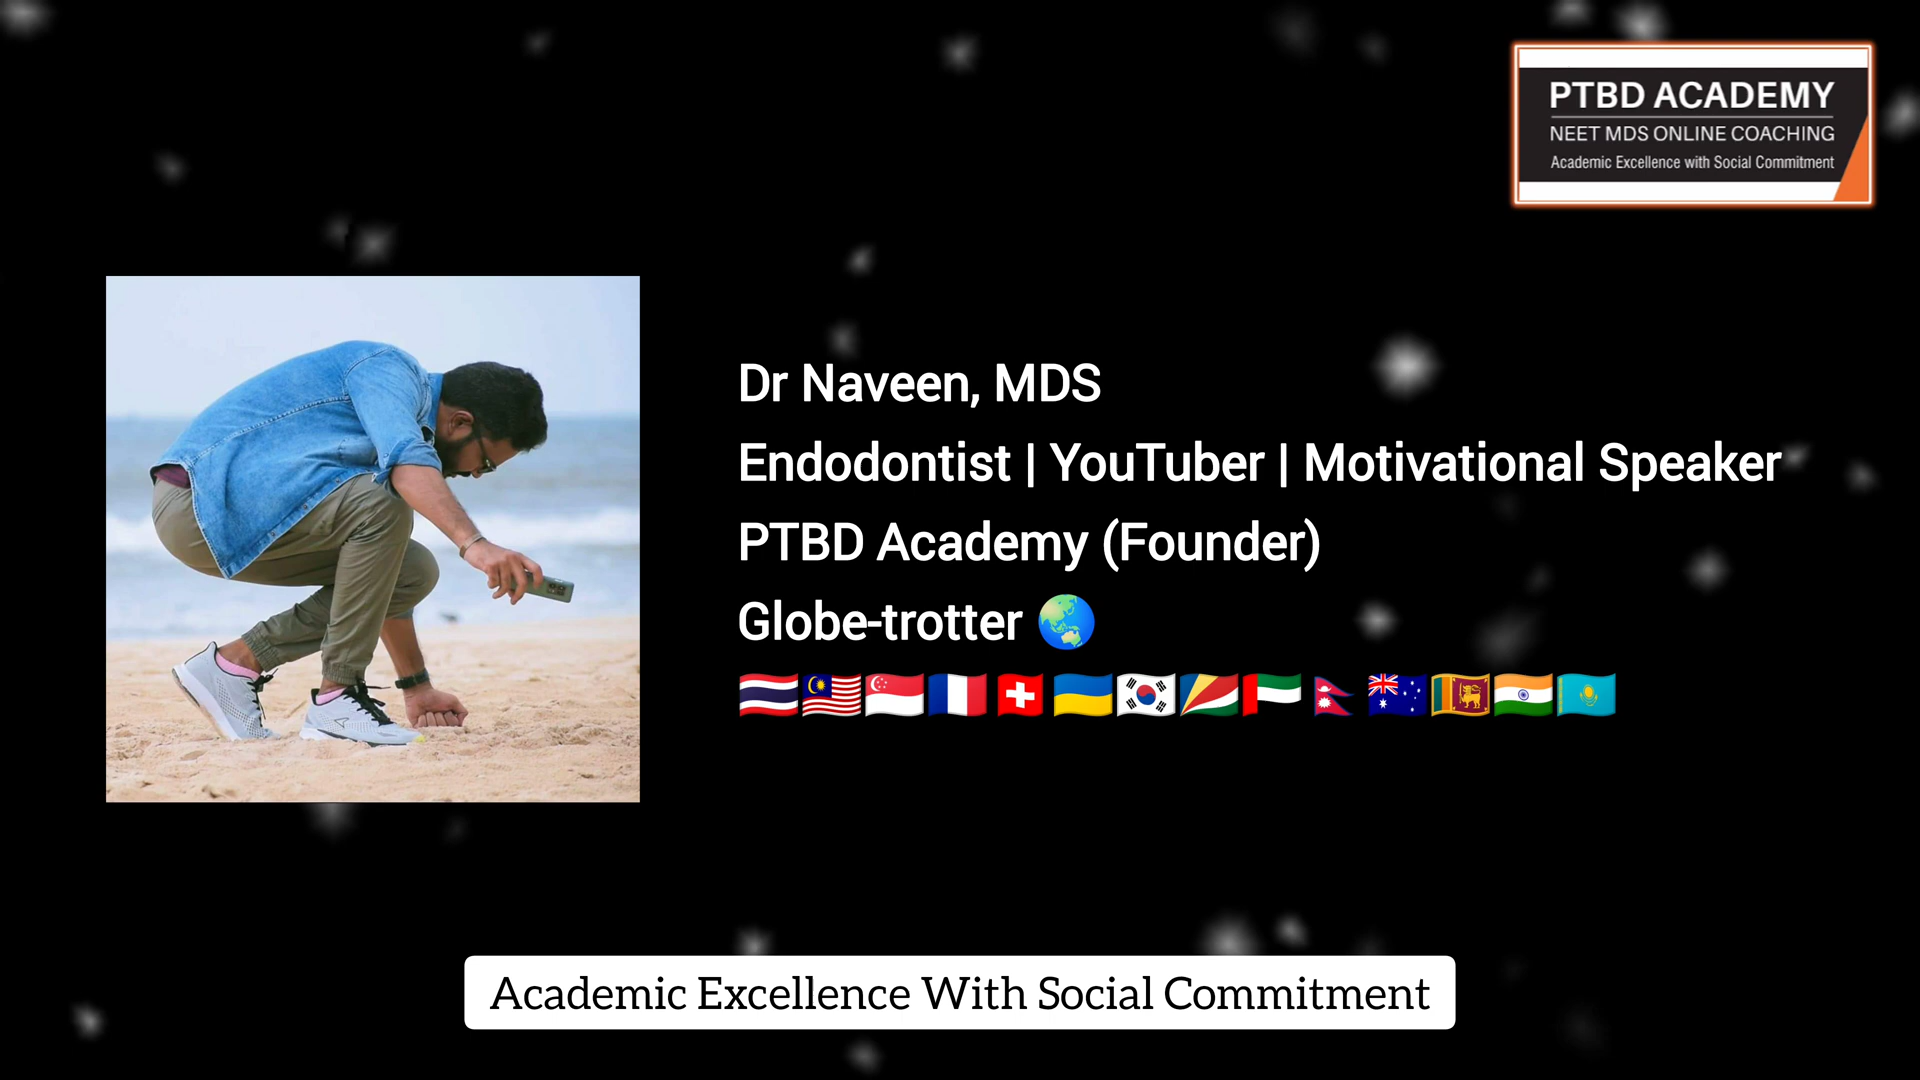 PTBD ACADEMY
NEET MDS ONLINE COACHING
Academic Excellence with Social Commitment
Dr Naveen, MDS
Endodontist | YouTuber | Motivational Speaker
PTBD Academy (Founder)
Globe-trotter 🌏
🇹🇭🇲🇾🇸🇬🇫🇷🇨🇭🇺🇦🇰🇷🇸🇨🇦🇪🇳🇵🇦🇺🇱🇰🇮🇳🇰🇿
Academic Excellence With Social Commitment